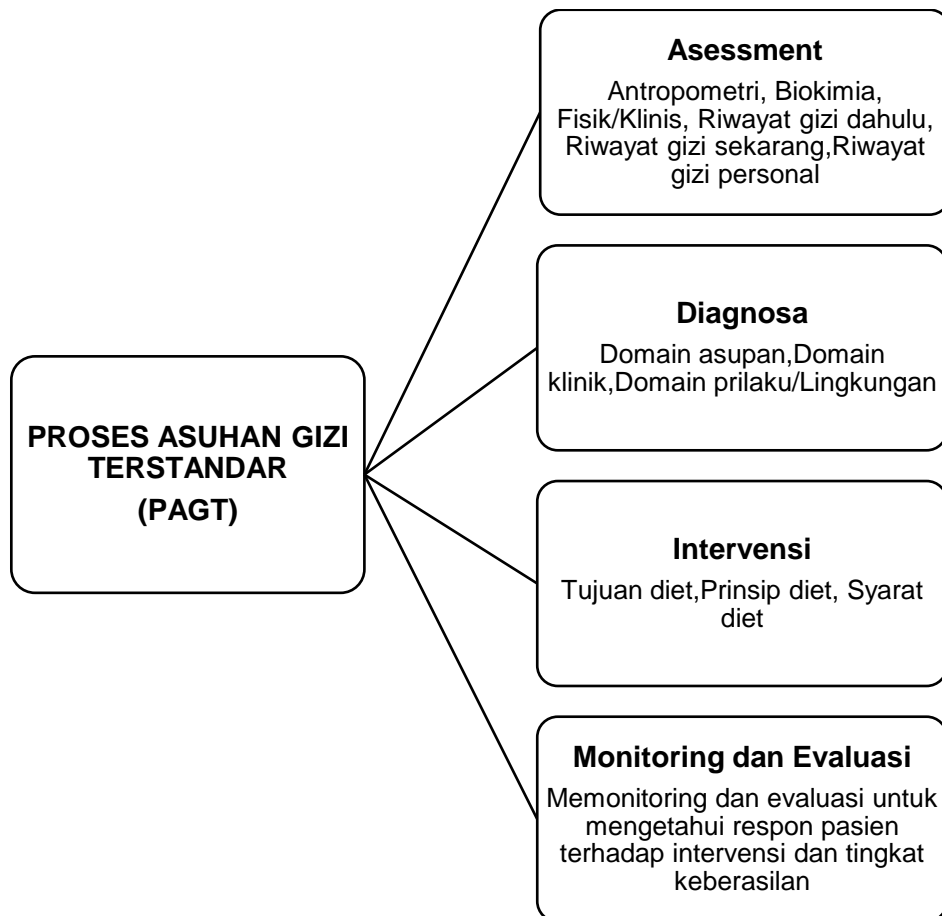 PROSES ASUHAN GIZI
TERSTANDAR
(PAGT)
Asessment
Antropometri, Biokimia,
Fisik/Klinis, Riwayat gizi dahulu,
Riwayat gizi sekarang,Riwayat
gizi personal
Diagnosa
Domain asupan,Domain
klinik,Domain prilaku/Lingkungan
Intervensi
Tujuan diet,Prinsip diet, Syarat
diet
Monitoring dan Evaluasi
Memonitoring dan evaluasi untuk
mengetahui respon pasien
terhadap intervensi dan tingkat
keberasilan